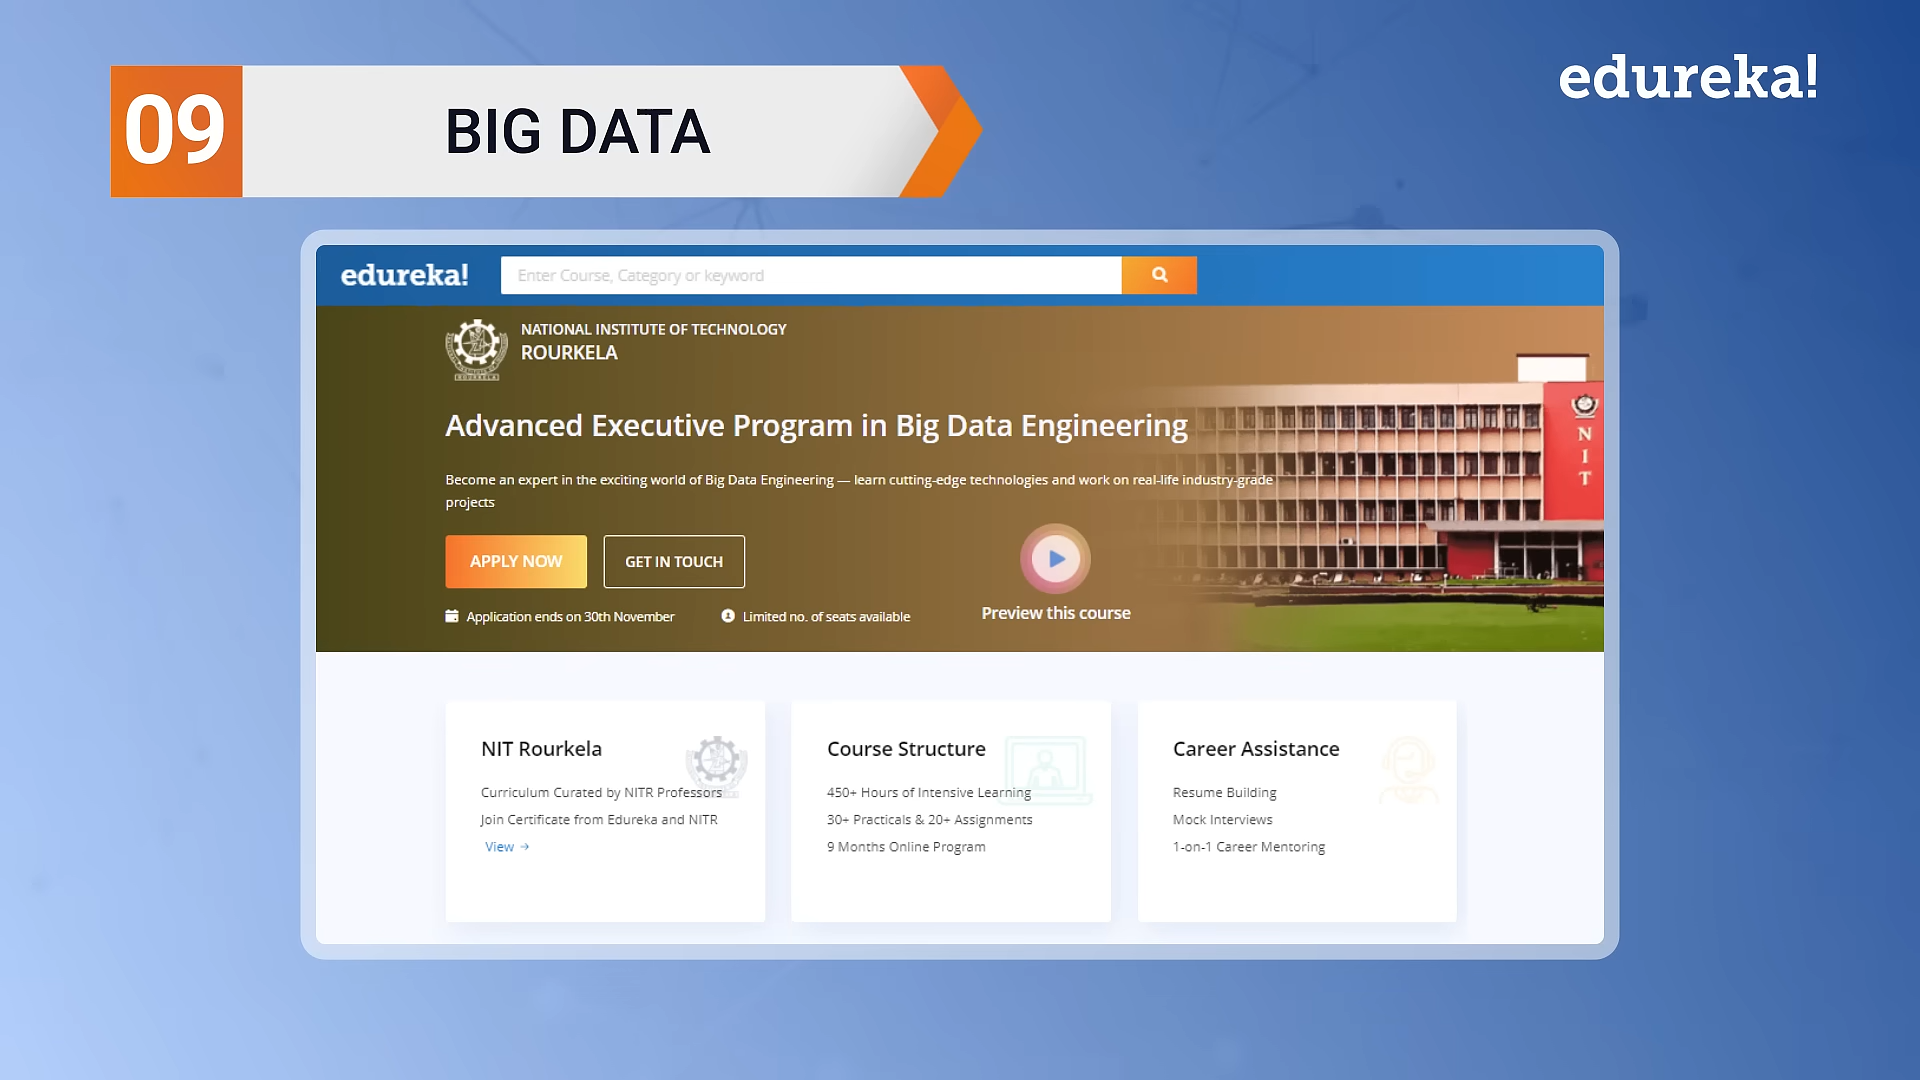 09
BIG DATA
edureka!
edureka!
Enter Course, Category or keyword
NATIONAL INSTITUTE OF TECHNOLOGY
ROURKELA
N
I
T
Advanced Executive Program in Big Data Engineering
Become an expert in the exciting world of Big Data Engineering — learn cutting-edge technologies and work on real-life industry-grade
projects
APPLY NOW
GET IN TOUCH
Application ends on 30th November
Limited no. of seats available
Preview this course
NIT Rourkela
Curriculum Curated by NITR Professors
Join Certificate from Edureka and NITR
View →
Course Structure
450+ Hours of Intensive Learning
30+ Practicals & 20+ Assignments
9 Months Online Program
Career Assistance
Resume Building
Mock Interviews
1-on-1 Career Mentoring